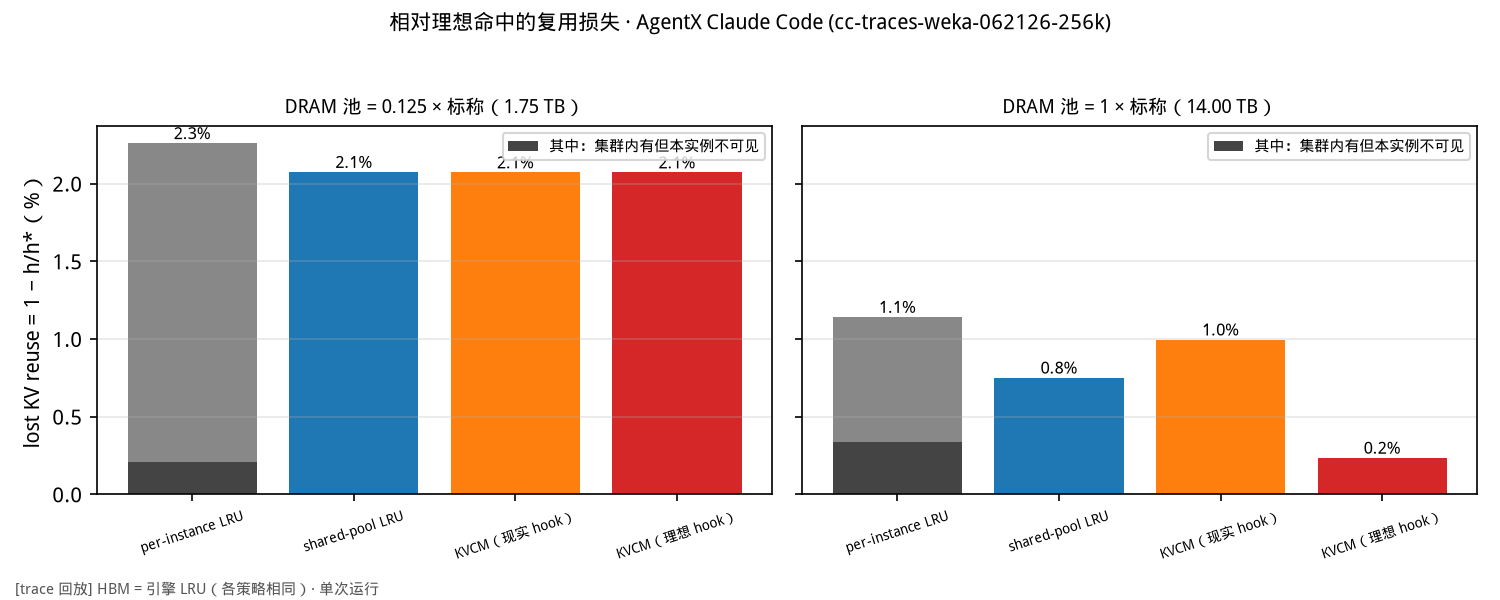 相对理想命中的复用损失 · AgentX Claude Code (cc-traces-weka-062126-256k)
DRAM 池 = 0.125 × 标称（1.75 TB）
lost KV reuse = 1 − h/h*（%）
2.0
1.5
1.0
0.5
0.0
其中：集群内有但本实例不可见
2.3%
2.1%
2.1%
2.1%
per-instance LRU
shared-pool LRU
KVCM（现实 hook）
KVCM（理想 hook）
DRAM 池 = 1 × 标称（14.00 TB）
其中：集群内有但本实例不可见
1.1%
0.8%
1.0%
0.2%
per-instance LRU
shared-pool LRU
KVCM（现实 hook）
KVCM（理想 hook）
[trace 回放] HBM = 引擎 LRU（各策略相同）· 单次运行